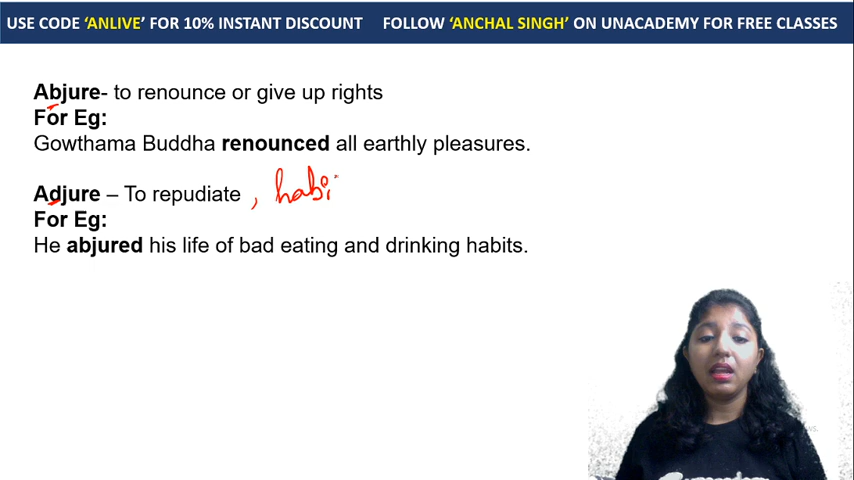 USE CODE ‘ANLIVE’ FOR 10% INSTANT DISCOUNT FOLLOW ‘ANCHAL SINGH’ ON UNACADEMY FOR FREE CLASSES
Abjure- to renounce or give up rights
For Eg:
Gowthama Buddha renounced all earthly pleasures.
Adjure – To repudiate , habi
For Eg:
He abjured his life of bad eating and drinking habits.